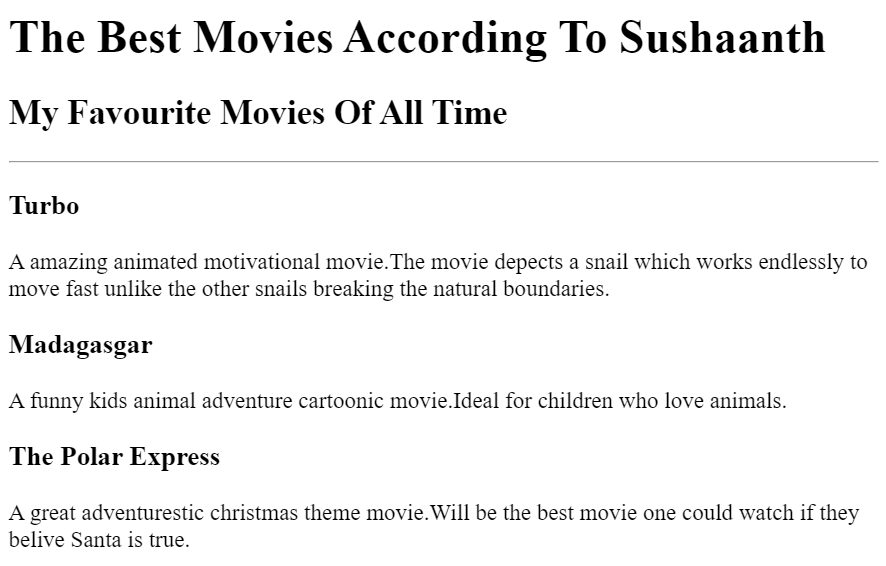 The Best Movies According To Sushaanth
My Favourite Movies Of All Time
Turbo
A amazing animated motivational movie.The movie depects a snail which works endlessly to
move fast unlike the other snails breaking the natural boundaries.
Madagasgar
A funny kids animal adventure cartoonic movie.Ideal for children who love animals.
The Polar Express
A great adventurestic christmas theme movie.Will be the best movie one could watch if they
belive Santa is true.